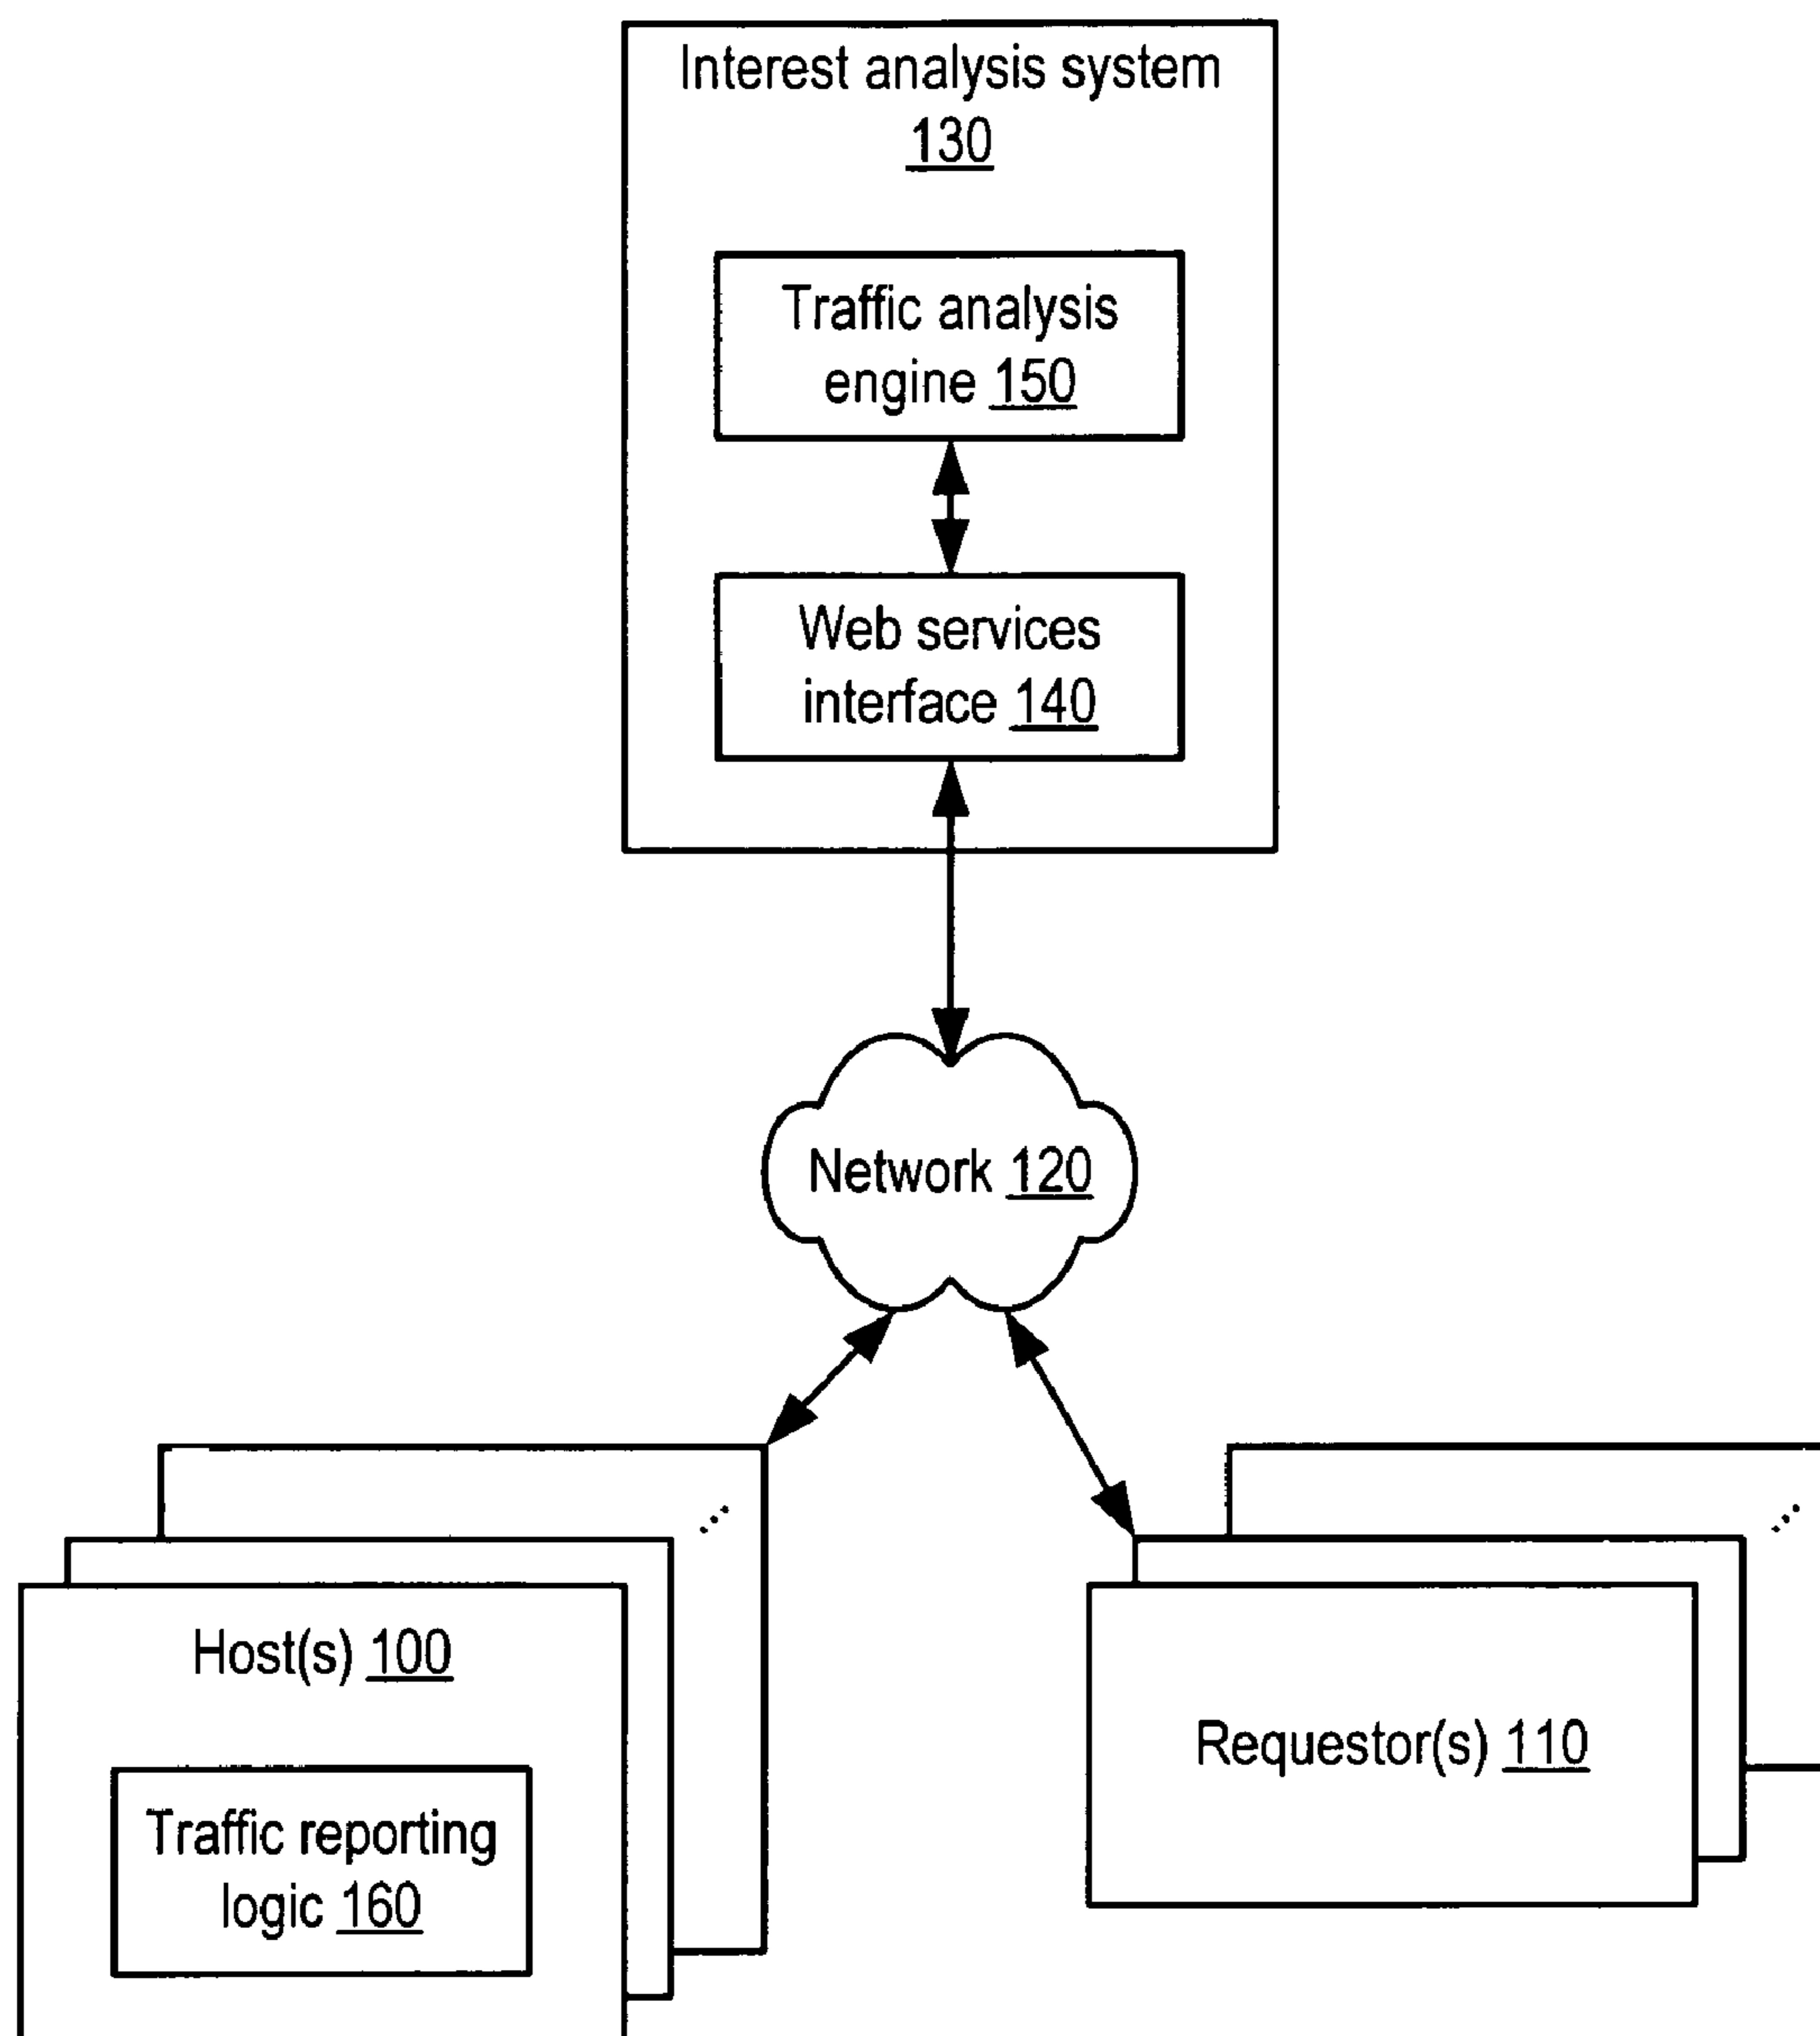 Interest analysis system
130
Traffic analysis
engine 150
Web services
interface 140
Network 120
Host(s) 100
Traffic reporting
logic 160
Requestor(s) 110